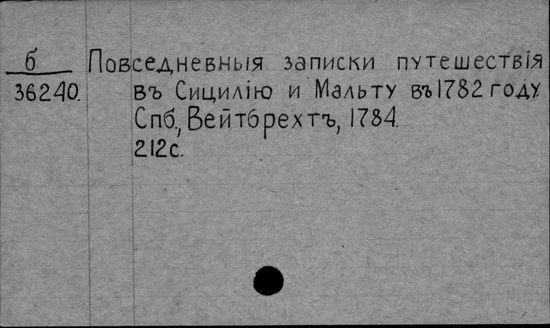 б Повседневныя записки путешествія
36240. въ Сицилію и Мальту въ 1782 году
Спб., Вейтбрехтъ, 1784.
212с.